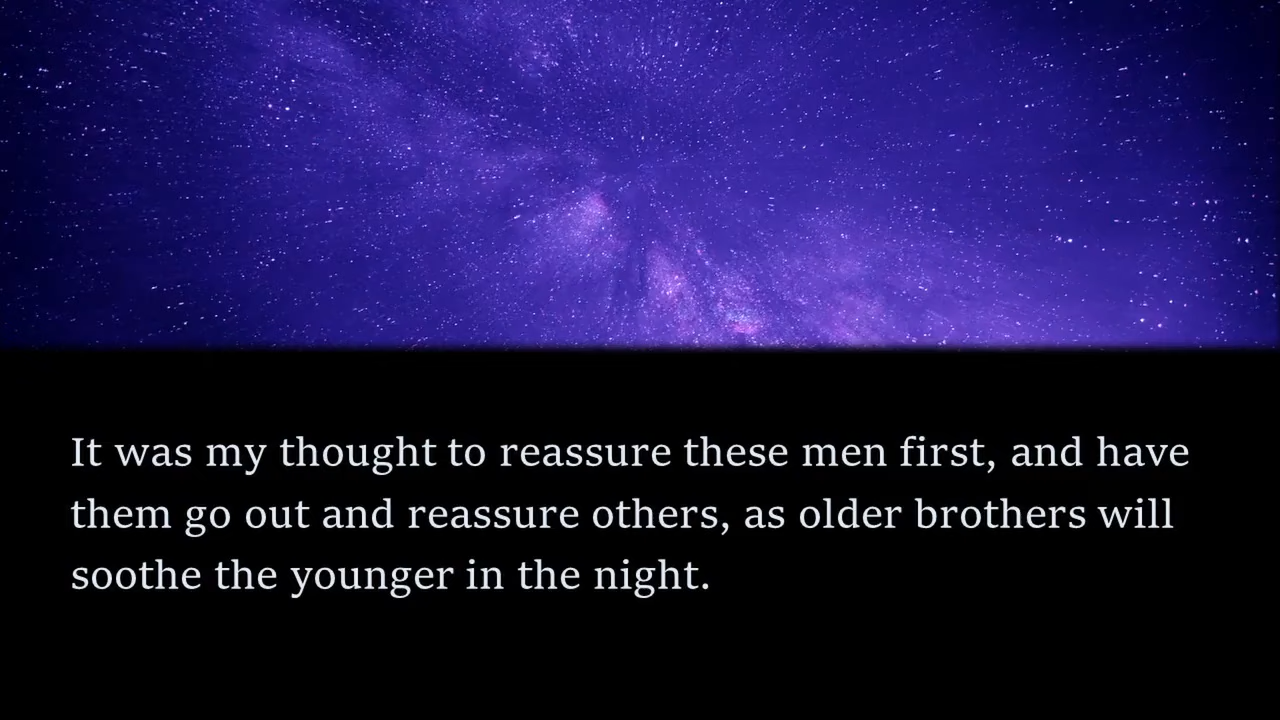 It was my thought to reassure these men first, and have
them go out and reassure others, as older brothers will
soothe the younger in the night.